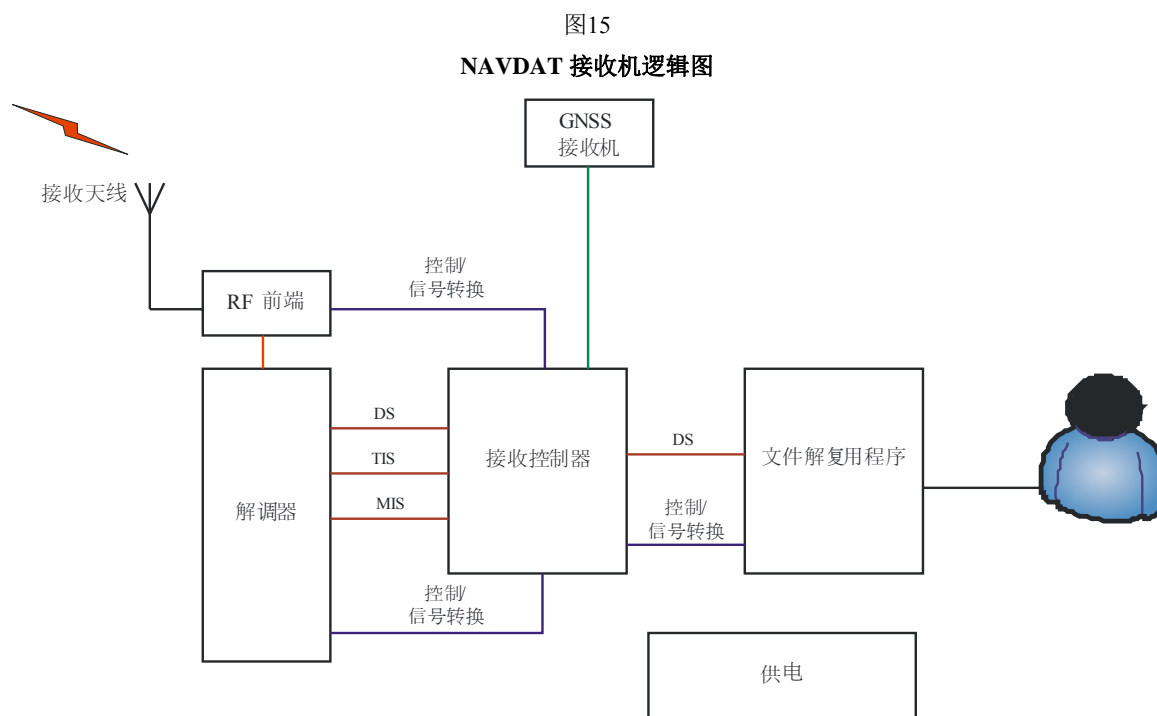 图15
NAVDAT 接收机逻辑图
GNSS
接收机
接收天线
控制/
信号转换
RF 前端
DS
TIS
MIS
解调器
接收控制器
DS
文件解复用程序
控制/
信号转换
控制/
信号转换
供电